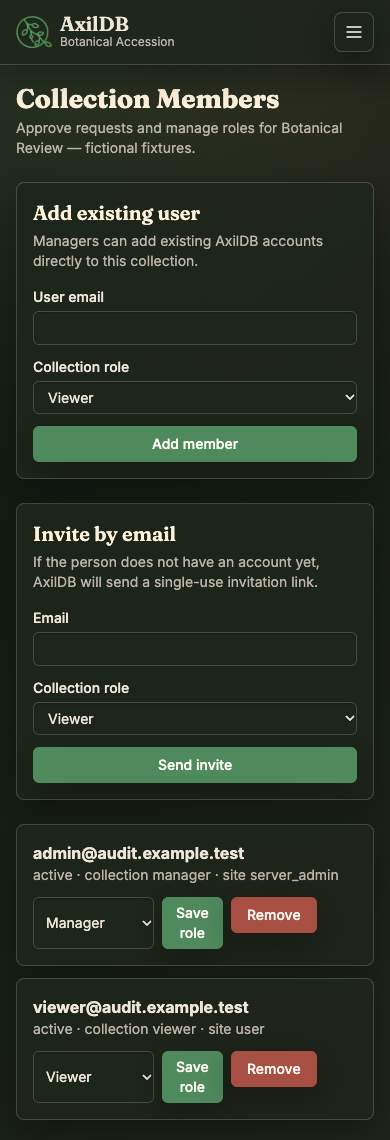 AxilDB
Botanical Accession
Collection Members
Approve requests and manage roles for Botanical
Review — fictional fixtures.
Add existing user
Managers can add existing AxilDB accounts
directly to this collection.
User email
Collection role
Viewer
Add member
Invite by email
If the person does not have an account yet,
AxilDB will send a single-use invitation link.
Email
Collection role
Viewer
Send invite
admin@audit.example.test
active · collection manager · site server_admin
Manager
Save
role
Remove
viewer@audit.example.test
active · collection viewer · site user
Viewer
Save
role
Remove